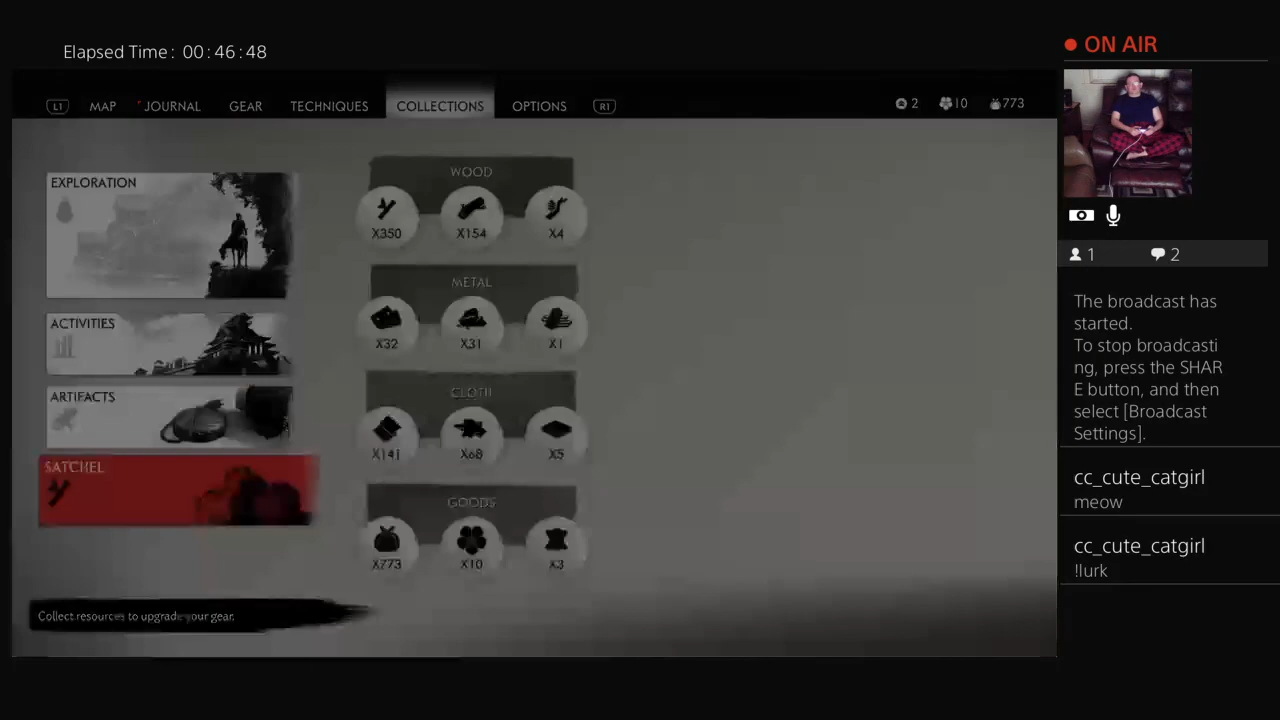 Elapsed Time: 00:46:48
ON AIR
L1 MAP JOURNAL GEAR TECHNIQUES COLLECTIONS OPTIONS R1
2 10 773
EXPLORATION
ACTIVITIES
ARTIFACTS
SATCHEL
Collect resources to upgrade your gear.
WOOD
X350 X154 X4
METAL
X32 X31 X1
CLOTH
X141 X68 X5
GOODS
X773 X10 X3
1 2
The broadcast has
started.
To stop broadcasti
ng, press the SHAR
E button, and then
select [Broadcast
Settings].
cc_cute_catgirl
meow
cc_cute_catgirl
!lurk